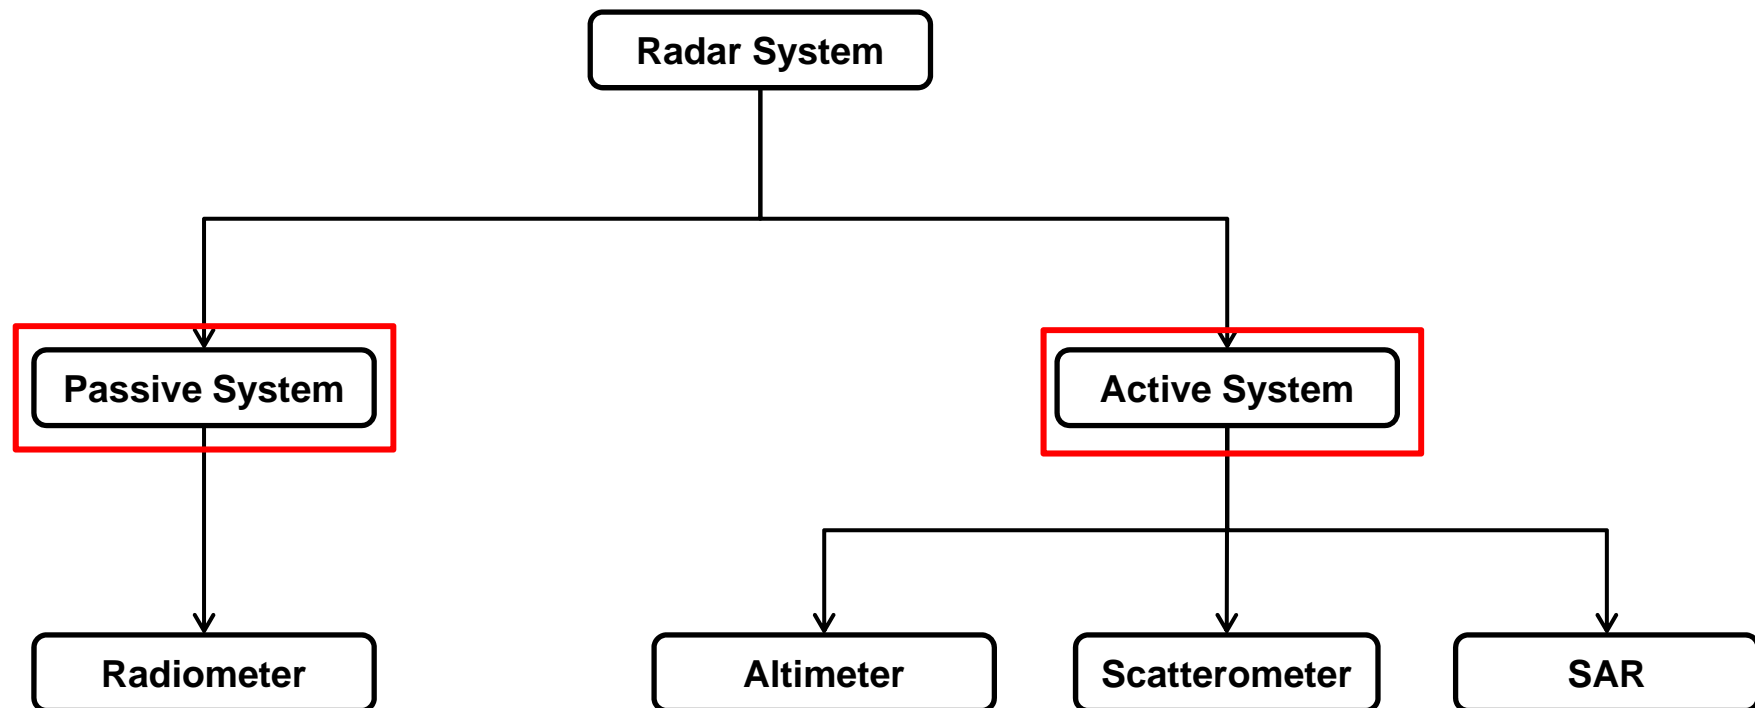 Radar System
Passive System
Active System
Radiometer
Altimeter
Scatterometer
SAR